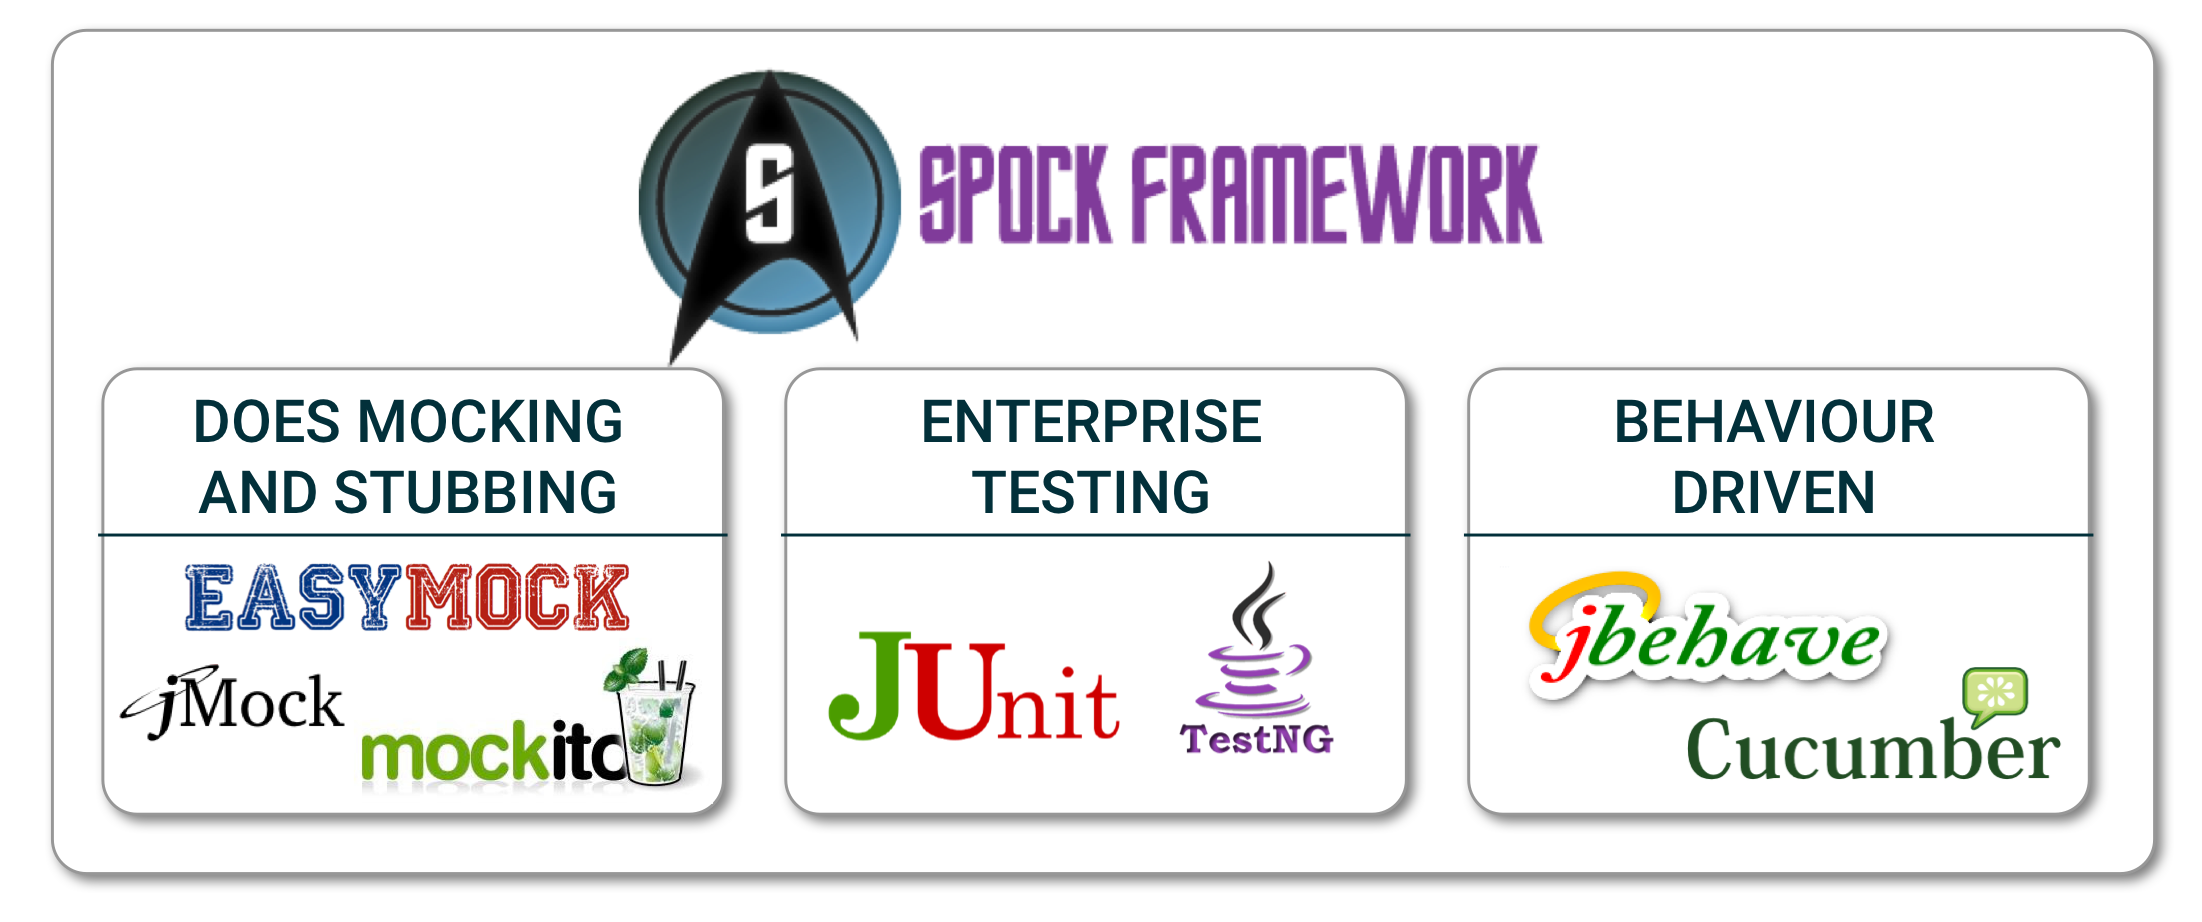 S
SPOCK FRAMEWORK
DOES MOCKING
AND STUBBING
EASYMOCK
jMock
mockito
ENTERPRISE
TESTING
JUnit
TestNG
BEHAVIOUR
DRIVEN
jbehave
Cucumber